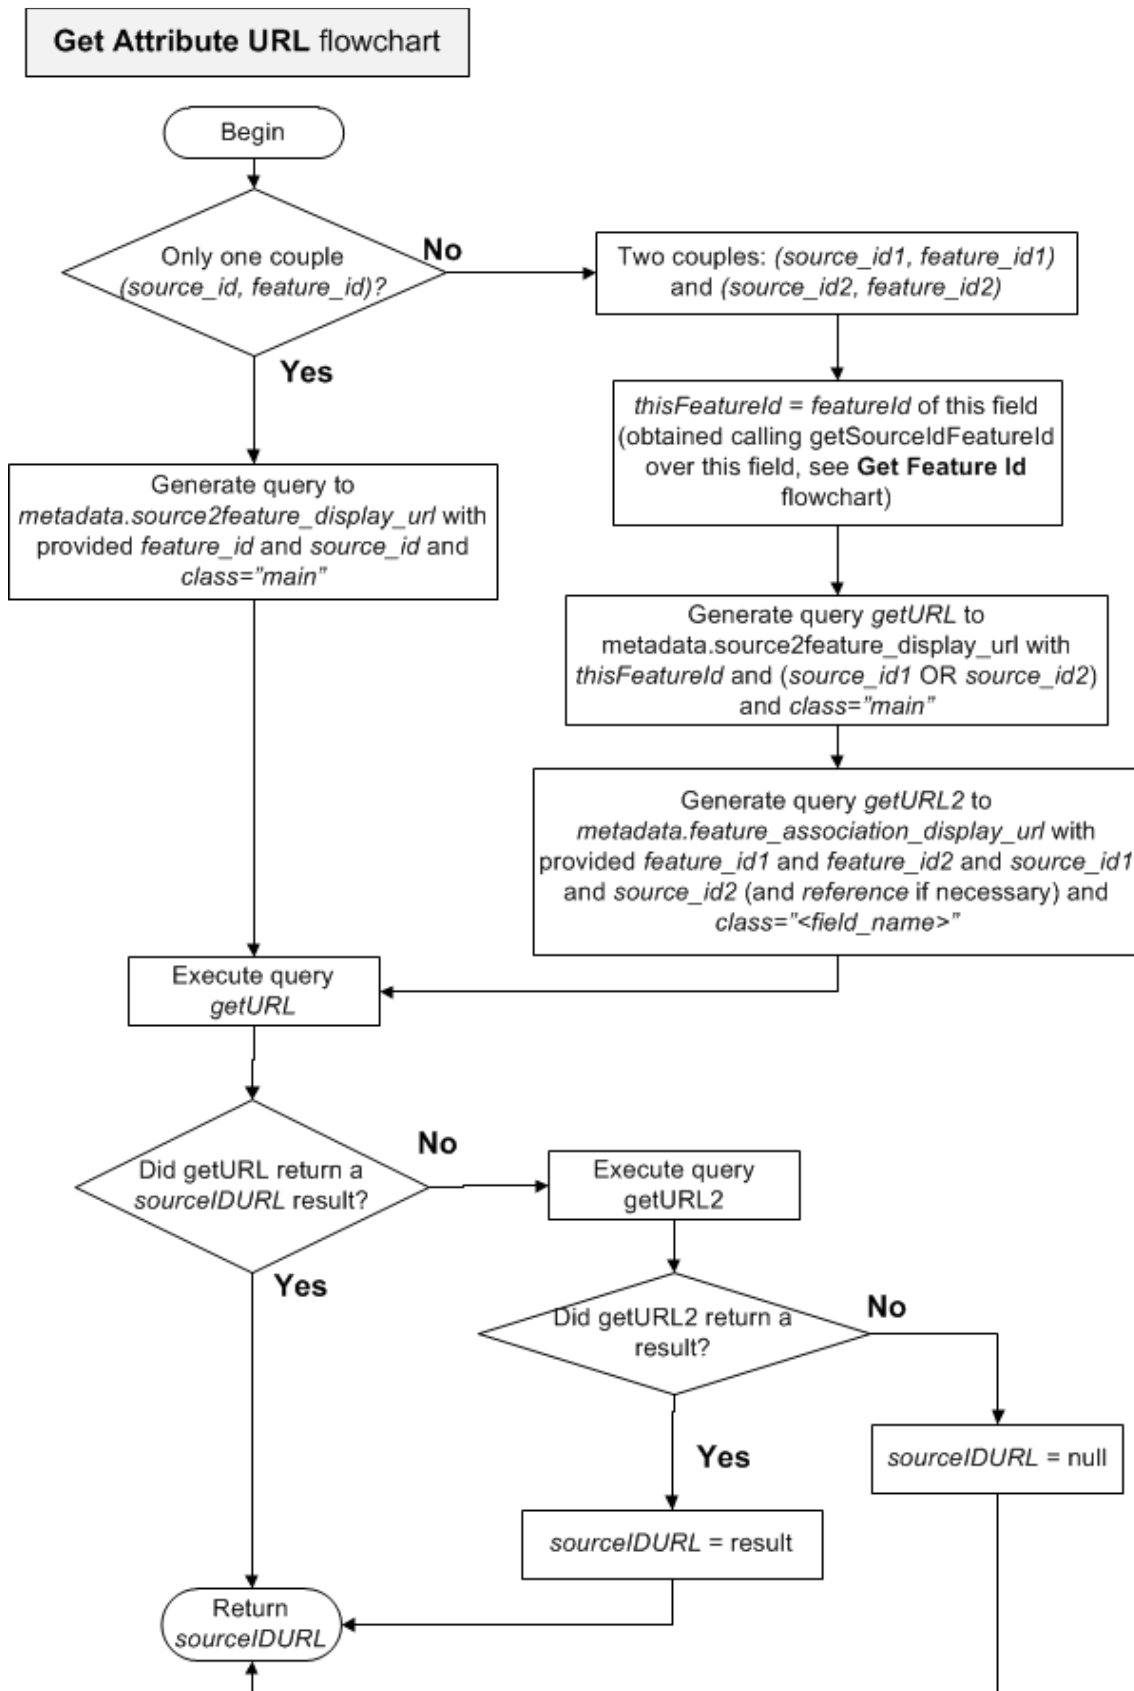 Get Attribute URL flowchart
Begin
Only one couple
(source_id, feature_id)?
No
Two couples: (source_id1, feature_id1)
and (source_id2, feature_id2)
Yes
thisFeatureId = featureId of this field
(obtained calling getSourceIdFeatureId
over this field, see Get Feature Id
flowchart)
Generate query to
metadata.source2feature_display_url with
provided feature_id and source_id and
class="main"
Generate query getURL to
metadata.source2feature_display_url with
thisFeatureId and (source_id1 OR source_id2)
and class="main"
Generate query getURL2 to
metadata.feature_association_display_url with
provided feature_id1 and feature_id2 and source_id1
and source_id2 (and reference if necessary) and
class="<field_name>"
Execute query
getURL
Did getURL return a
sourceIDURL result?
No
Execute query
getURL2
Yes
Did getURL2 return a
result?
No
Yes
sourceIDURL = null
sourceIDURL = result
Return
sourceIDURL